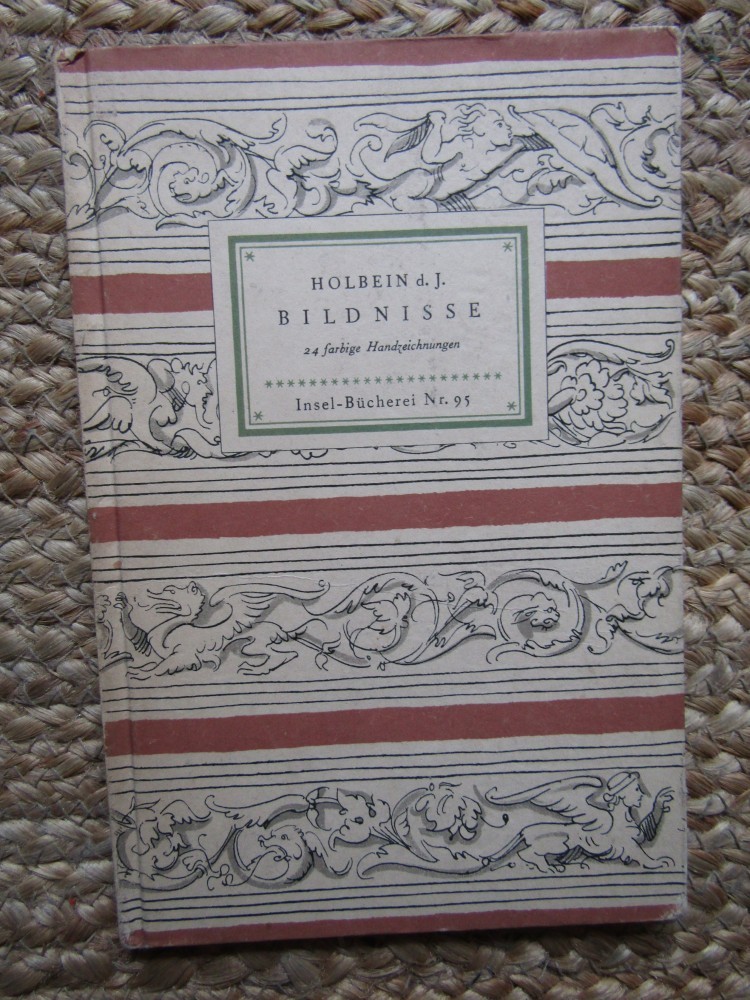 HOLBEIN d. J.
BILDNISSE
24 farbige Handzeichnungen
Insel-Bücherei Nr. 95